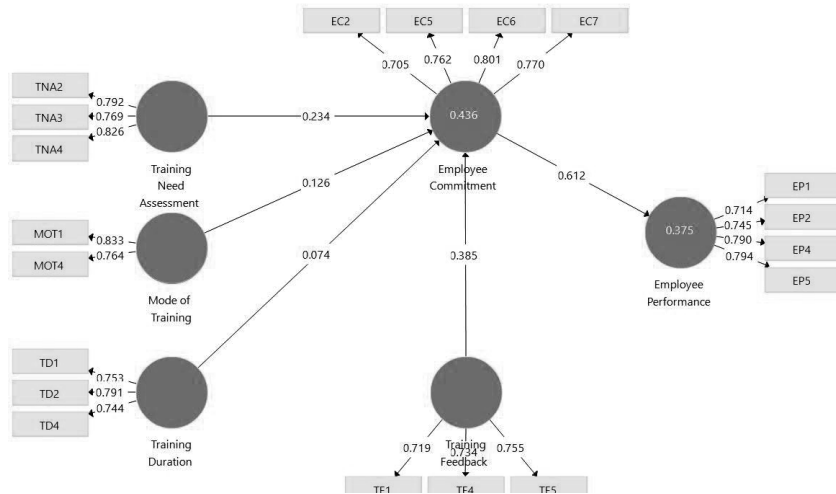 EC2
EC5
EC6
EC7
0.705
0.762
0.801
0.770
TNA2
TNA3
TNA4
0.792
0.769
0.826
Training
Need
Assessment
0.234
0.436
Employee
Commitment
0.126
0.612
MOT1
MOT4
0.833
0.764
Mode of
Training
0.074
0.385
0.375
Employee
Performance
0.714
0.745
0.790
0.794
EP1
EP2
EP4
EP5
TD1
TD2
TD4
0.753
0.791
0.744
Training
Duration
Training
Feedback
0.719
0.734
0.755
TF1
TF4
TF5